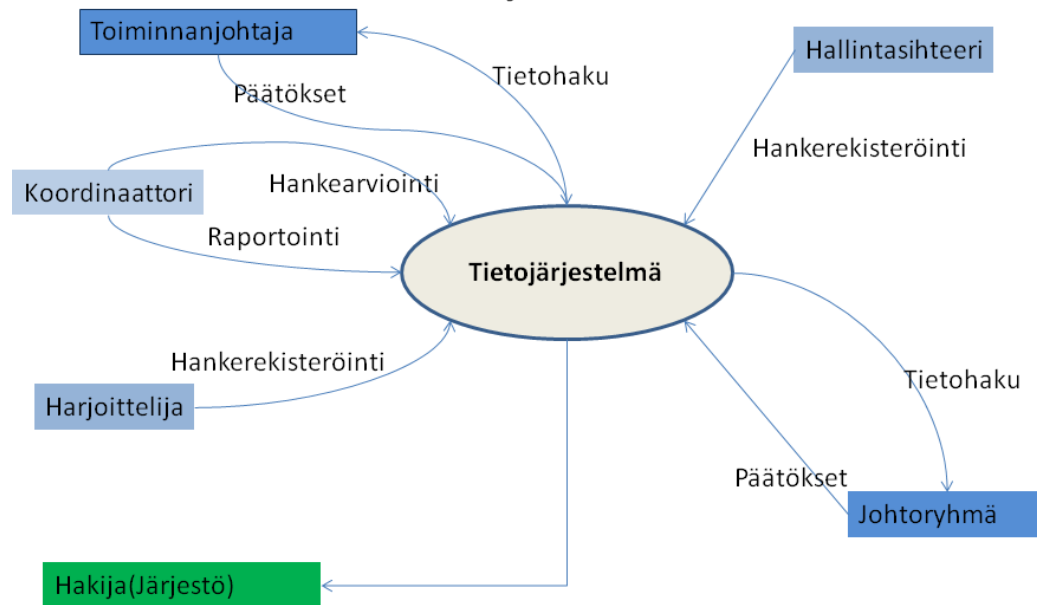 Toiminnanjohtaja
Hallintasihteeri
Tietohaku
Päätökset
Hankerekisteröinti
Hankearviointi
Koordinaattori
Raportointi
Tietojärjestelmä
Hankerekisteröinti
Tietohaku
Harjoittelija
Päätökset
Johtoryhmä
Hakija(Järjestö)